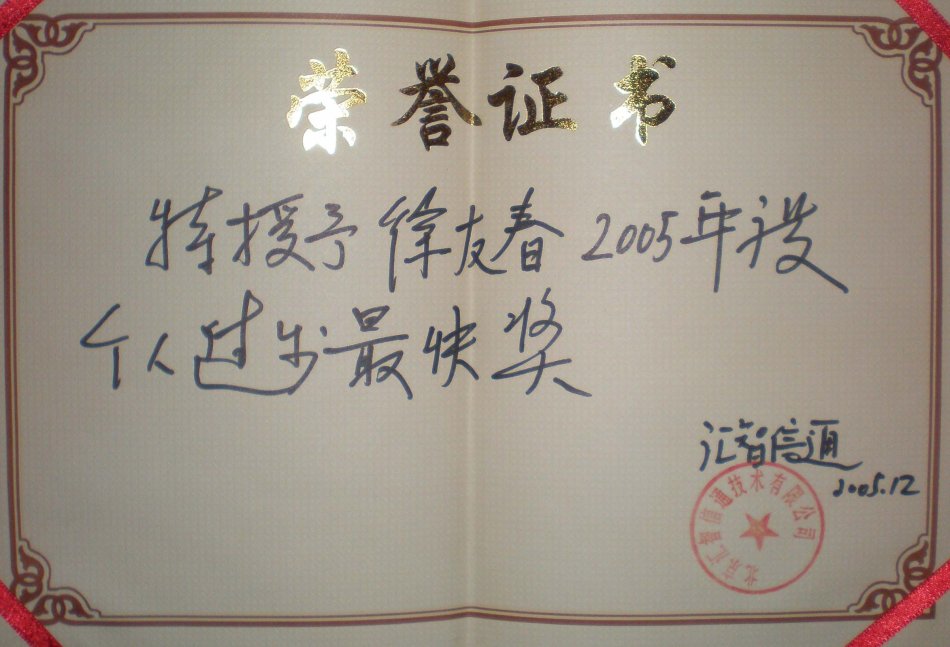 荣誉证书
特授予 徐友春 2005年度
个人进步最快奖
汇智信通
2005.12
北京汇智信通技术有限公司